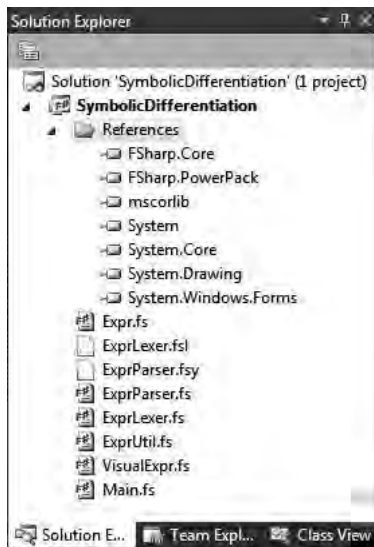 Solution Explorer
Solution 'SymbolicDifferentiation' (1 project)
SymbolicDifferentiation
References
FSharp.Core
FSharp.PowerPack
mscorlib
System
System.Core
System.Drawing
System.Windows.Forms
Expr.fs
ExprLexer.fsl
ExprParser.fsy
ExprParser.fs
ExprLexer.fs
ExprUtil.fs
VisualExpr.fs
Main.fs
Solution E... Team Expl... Class View